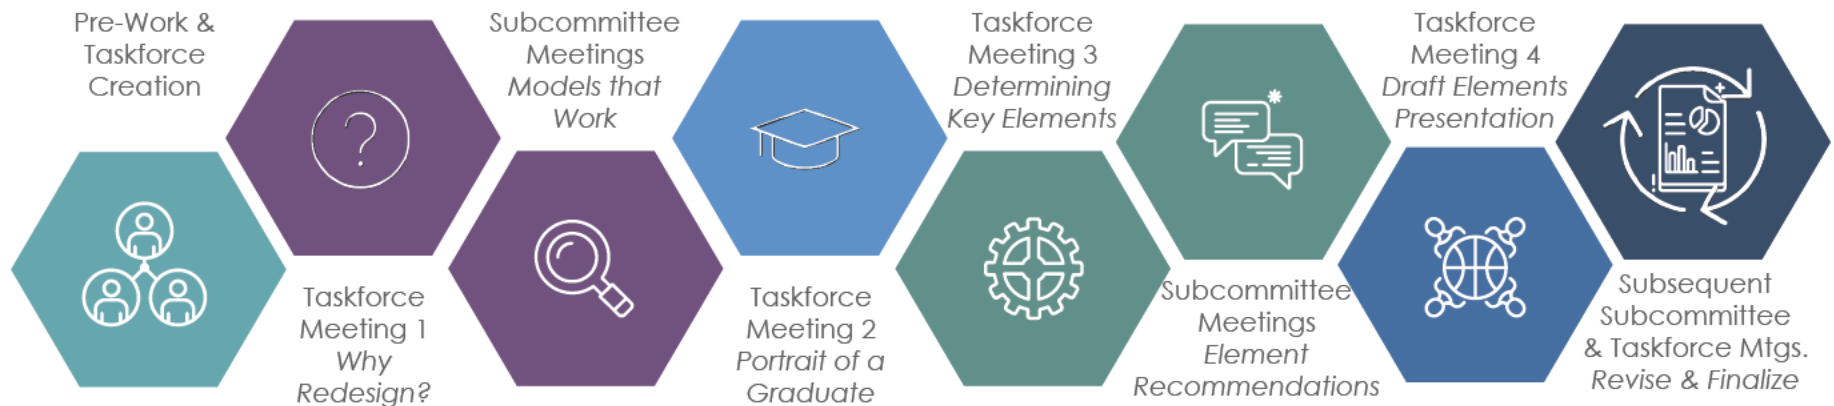 Pre-Work &
Taskforce
Creation
?
Taskforce
Meeting 1
Why
Redesign?
Subcommittee
Meetings
Models that
Work
Taskforce
Meeting 2
Portrait of a
Graduate
Taskforce
Meeting 3
Determining
Key Elements
Subcommittee
Meetings
Element
Recommendations
Taskforce
Meeting 4
Draft Elements
Presentation
Subsequent
Subcommittee
& Taskforce Mtgs.
Revise & Finalize